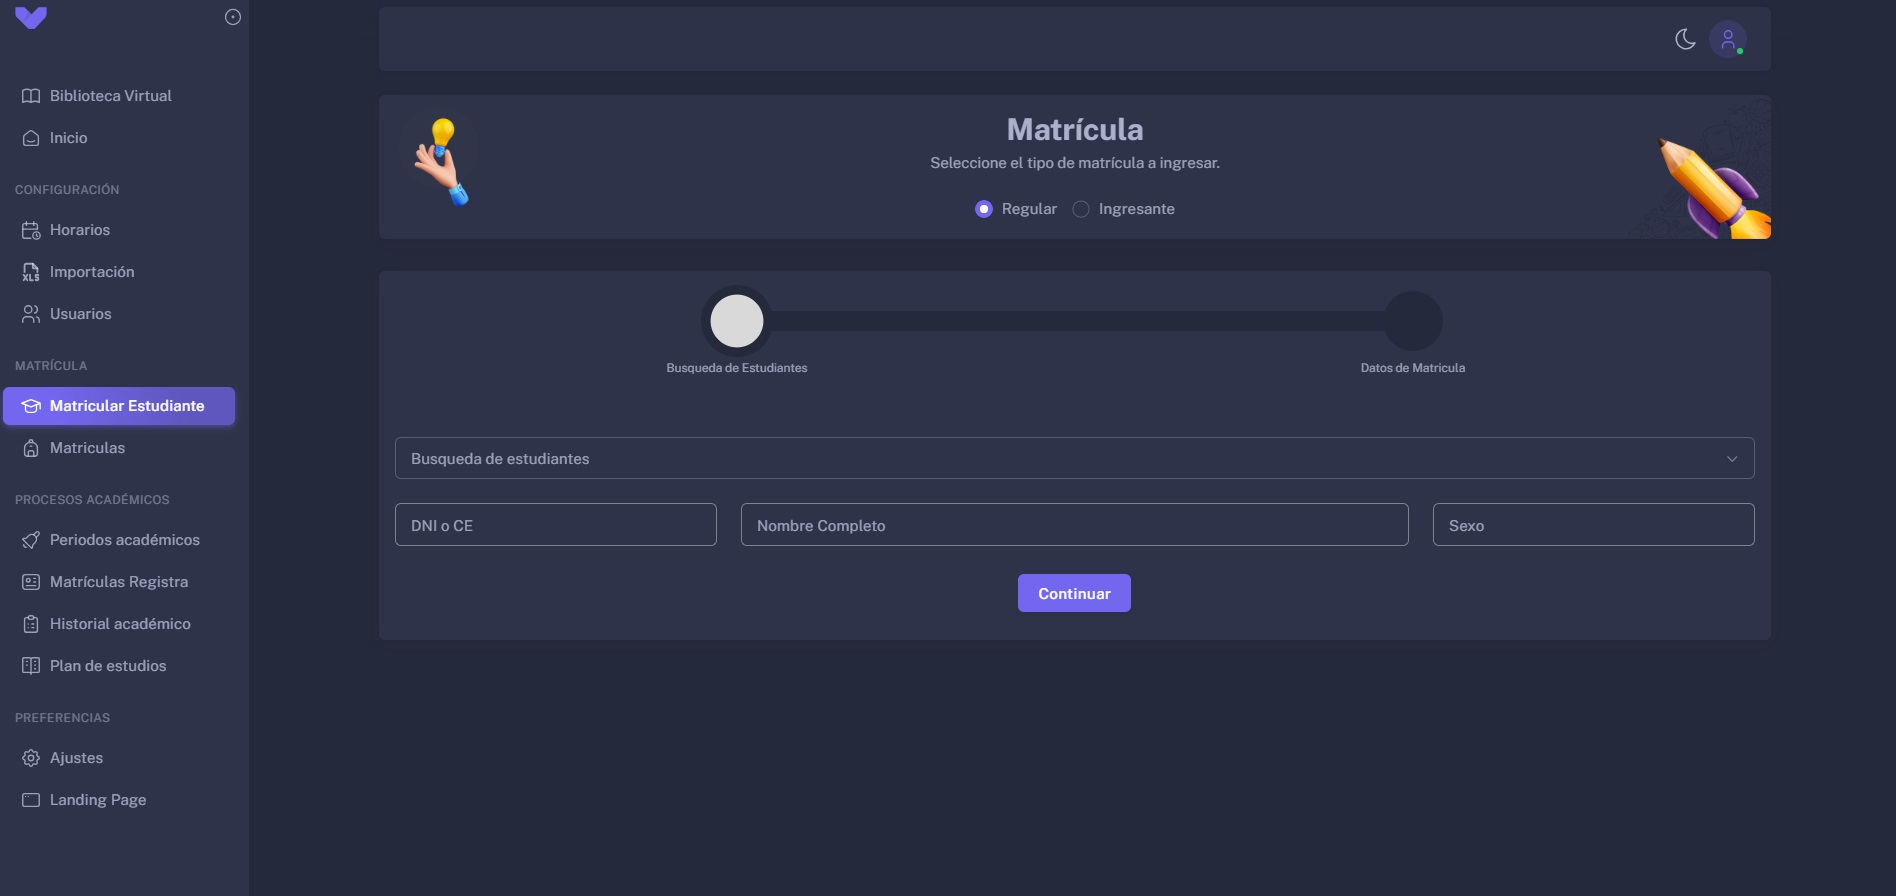 Biblioteca Virtual
Inicio
CONFIGURACIÓN
Horarios
XLS
Importación
Usuarios
MATRÍCULA
Matricular Estudiante
Matriculas
PROCESOS ACADÉMICOS
Periodos académicos
Matrículas Registra
Historial académico
Plan de estudios
PREFERENCIAS
Ajustes
Landing Page
Matrícula
Seleccione el tipo de matrícula a ingresar.
Regular Ingresante
Busqueda de Estudiantes Datos de Matricula
Busqueda de estudiantes
DNI o CE Nombre Completo Sexo
Continuar